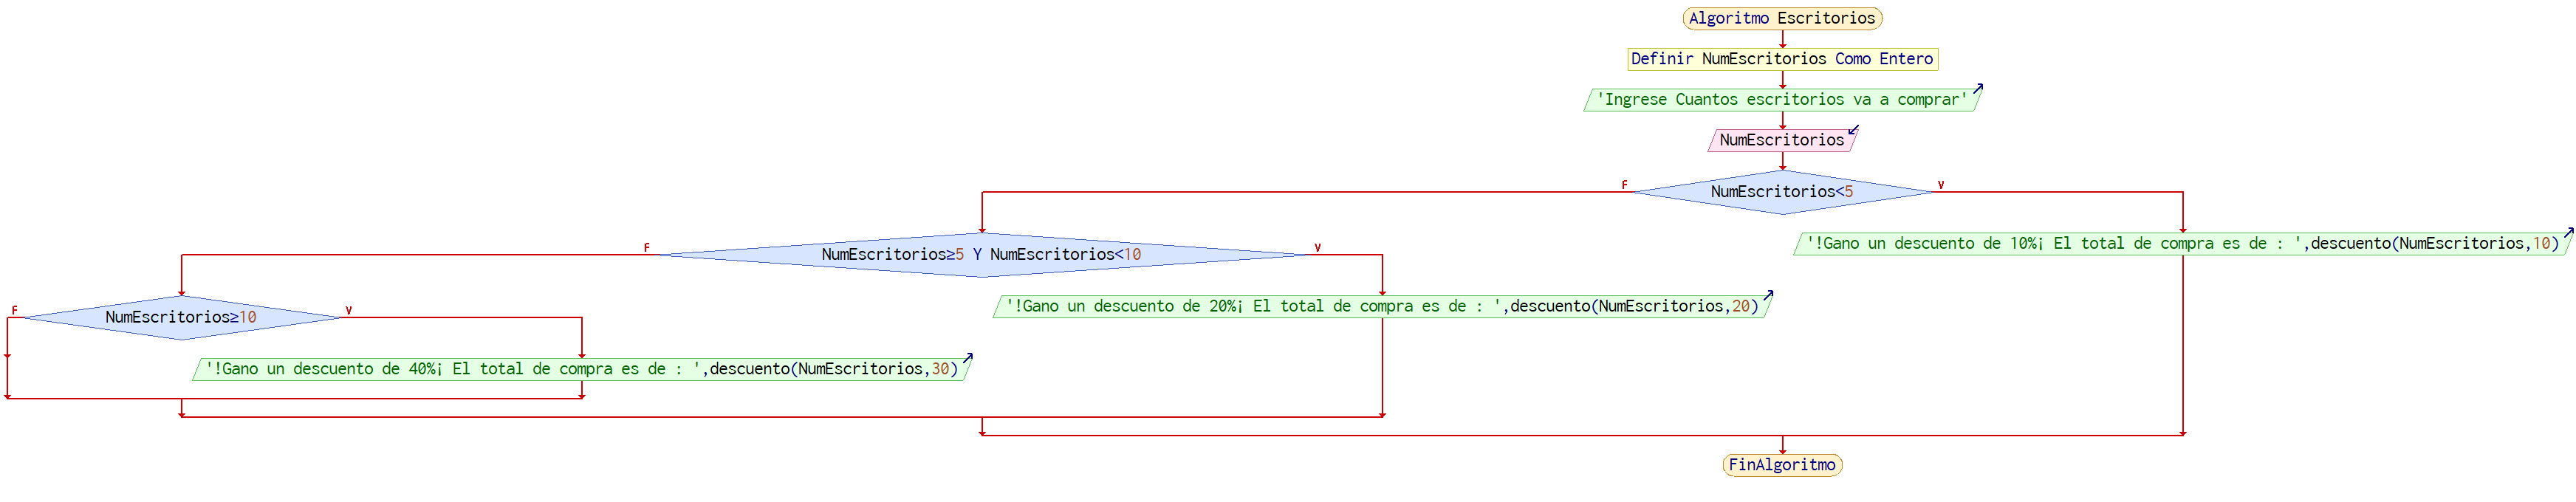 Algoritmo Escritorios
Definir NumEscritorios Como Entero
'Ingrese Cuantos escritorios va a comprar'
NumEscritorios
F
NumEscritorios<5
V
F
NumEscritorios≥5 Y NumEscritorios<10
V
'!Gano un descuento de 10%¡ El total de compra es de : ',descuento(NumEscritorios,10)
F
NumEscritorios≥10
V
'!Gano un descuento de 20%¡ El total de compra es de : ',descuento(NumEscritorios,20)
'!Gano un descuento de 40%¡ El total de compra es de : ',descuento(NumEscritorios,30)
FinAlgoritmo